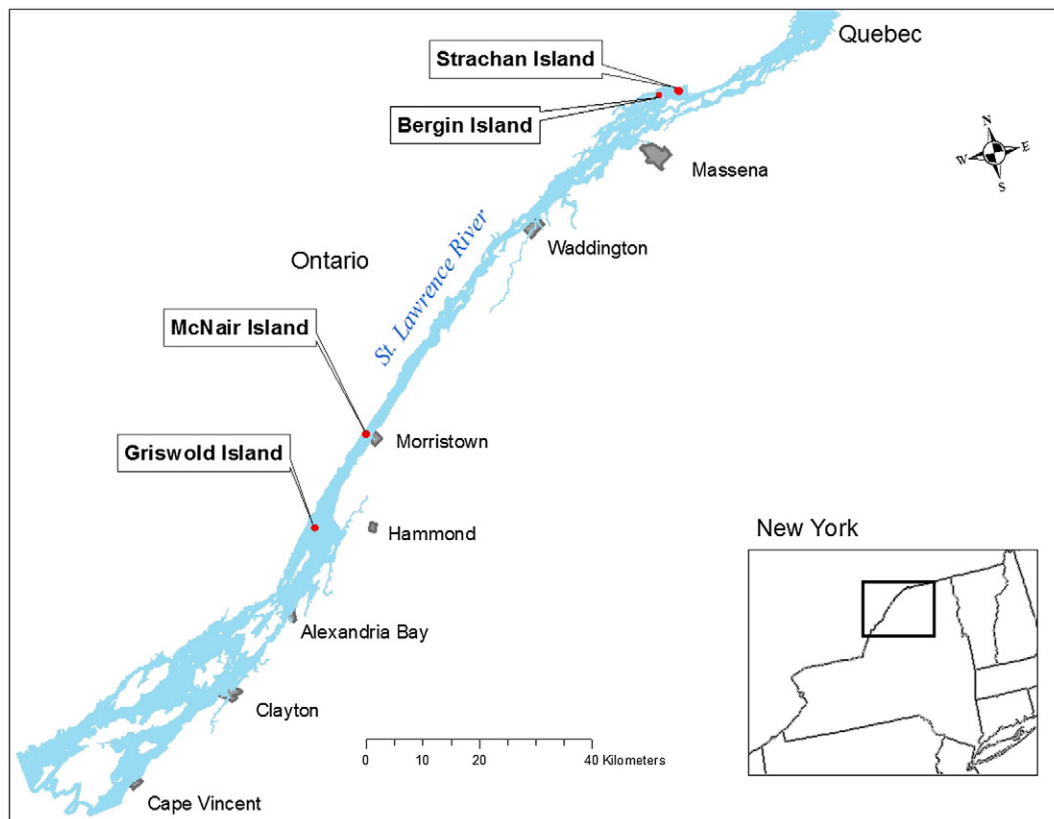 Quebec
Strachan Island
Bergin Island
N
W
E
S
Massena
Waddington
Ontario
St. Lawrence River
McNair Island
Morristown
Griswold Island
Hammond
New York
Alexandria Bay
Clayton
0 10 20 40 Kilometers
Cape Vincent